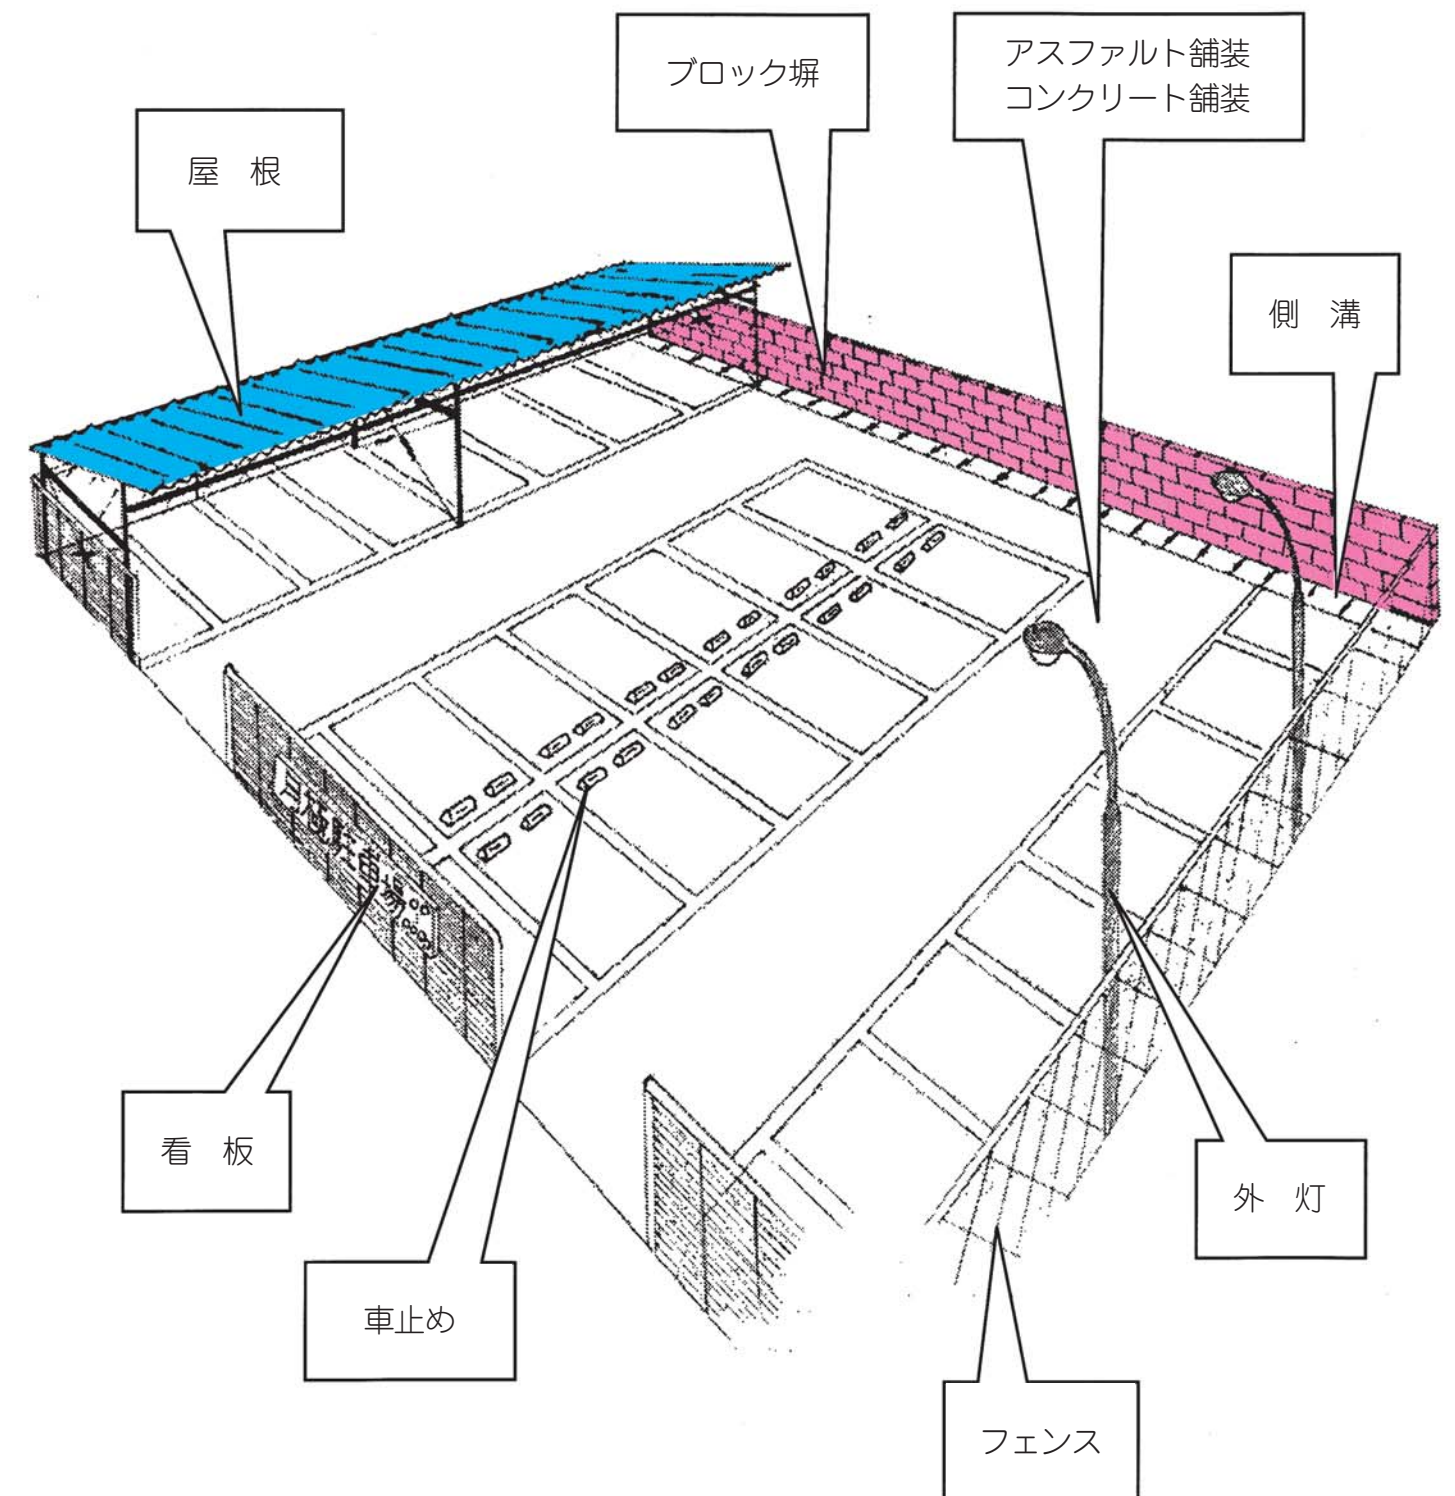 ブロック塀
アスファルト舗装
コンクリート舗装
屋　根
側　溝
看　板
外　灯
車止め
フェンス